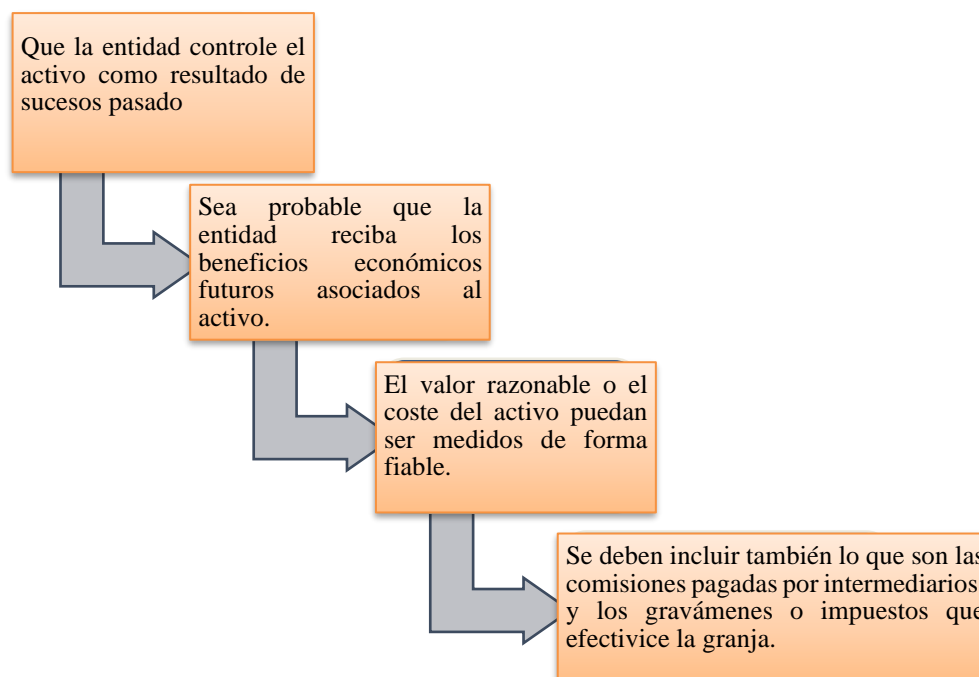 Que la entidad controle el
activo como resultado de
sucesos pasado
Sea probable que la
entidad reciba los
beneficios económicos
futuros asociados al
activo.
El valor razonable o el
coste del activo puedan
ser medidos de forma
fiable.
Se deben incluir también lo que son las
comisiones pagadas por intermediarios
y los gravámenes o impuestos que
efectivice la granja.